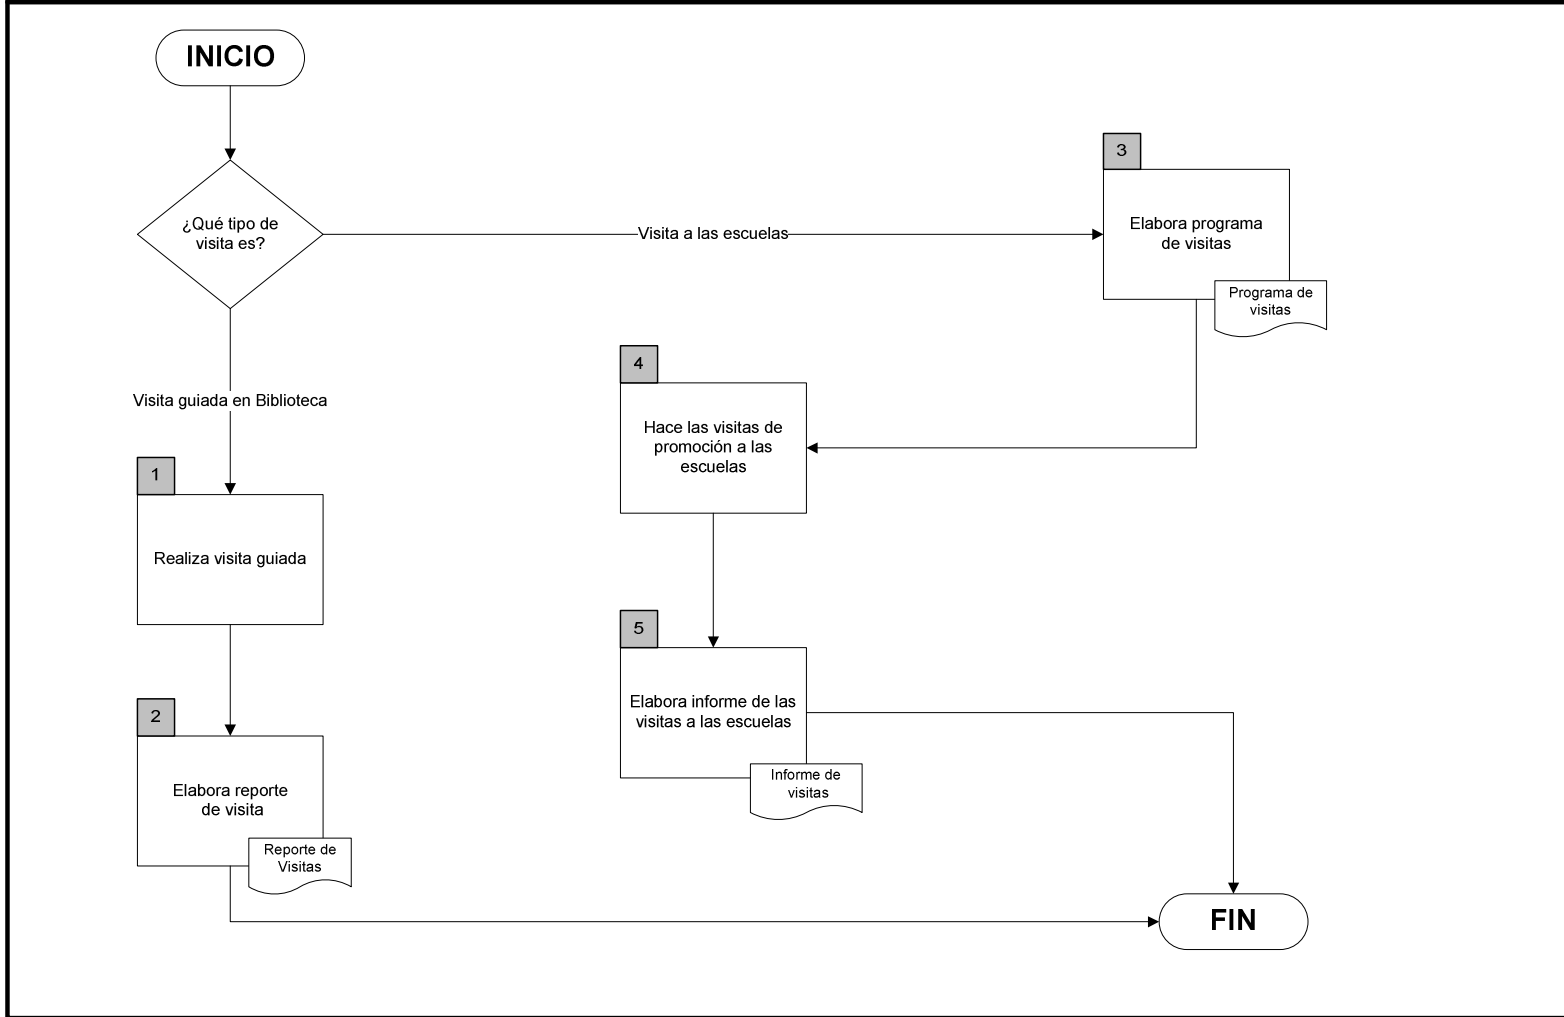 INICIO
¿Qué tipo de
visita es?
Visita a las escuelas
3
Elabora programa
de visitas
Programa de
visitas
4
Hace las visitas de
promoción a las
escuelas
Visita guiada en Biblioteca
1
Realiza visita guiada
5
Elabora informe de las
visitas a las escuelas
Informe de
visitas
2
Elabora reporte
de visita
Reporte de
Visitas
FIN